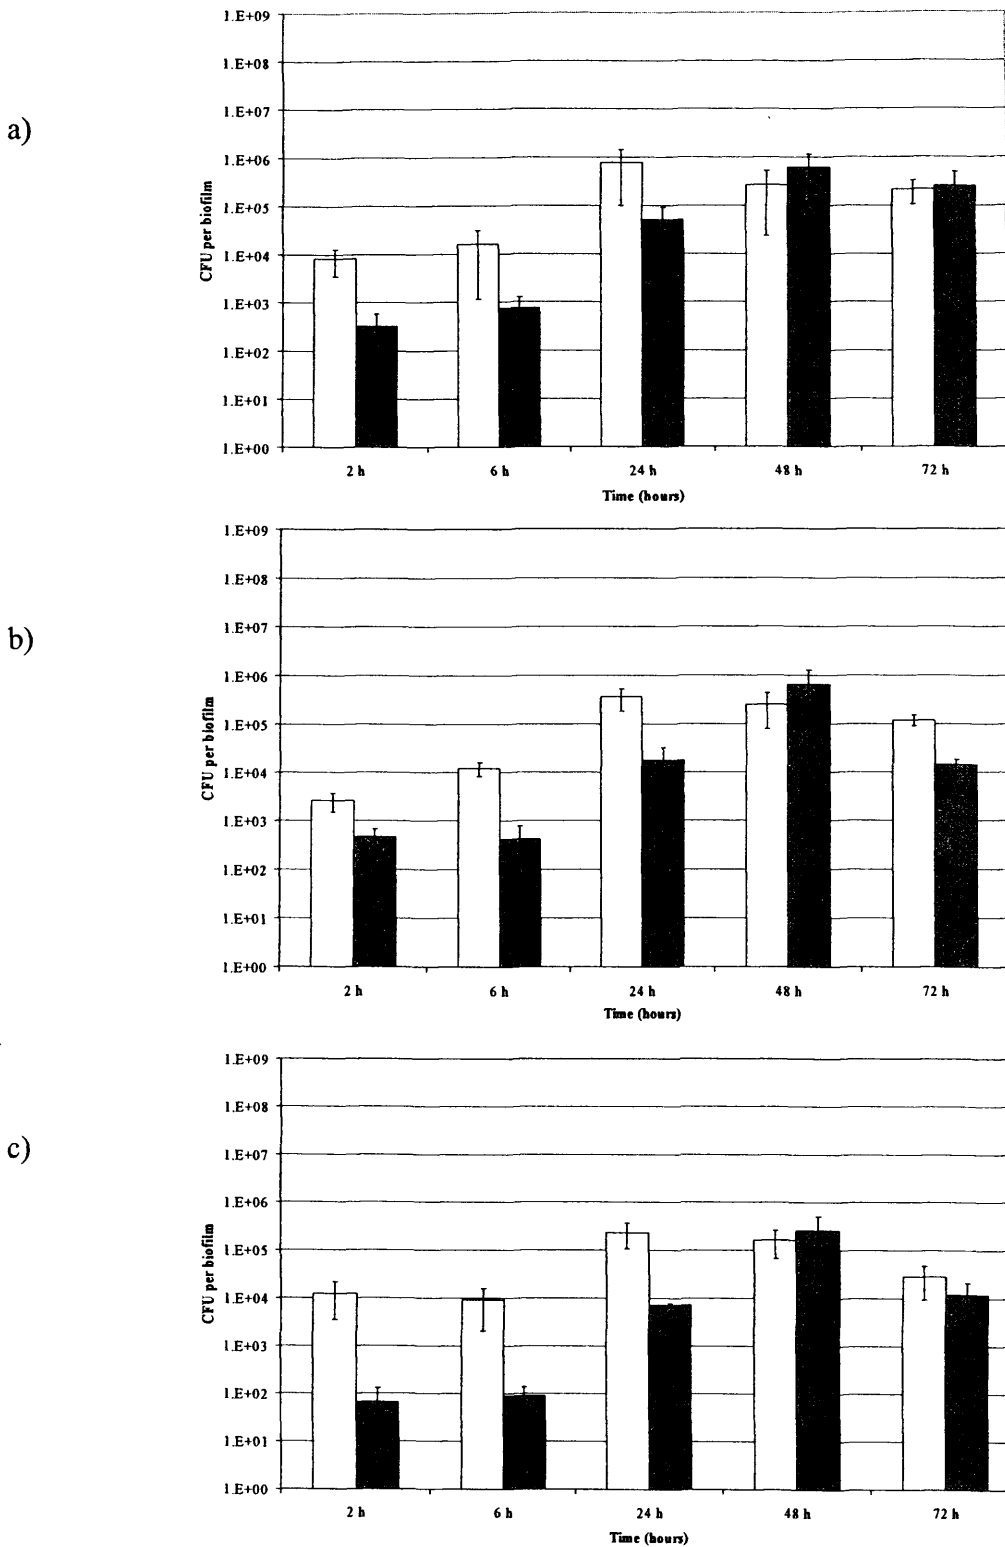 a)
CFU per biofilm
1.E+09
1.E+08
1.E+07
1.E+06
1.E+05
1.E+04
1.E+03
1.E+02
1.E+01
1.E+00
2 h 6 h 24 h 48 h 72 h
Time (hours)
b)
CFU per biofilm
1.E+09
1.E+08
1.E+07
1.E+06
1.E+05
1.E+04
1.E+03
1.E+02
1.E+01
1.E+00
2 h 6 h 24 h 48 h 72 h
Time (hours)
c)
CFU per biofilm
1.E+09
1.E+08
1.E+07
1.E+06
1.E+05
1.E+04
1.E+03
1.E+02
1.E+01
1.E+00
2 h 6 h 24 h 48 h 72 h
Time (hours)